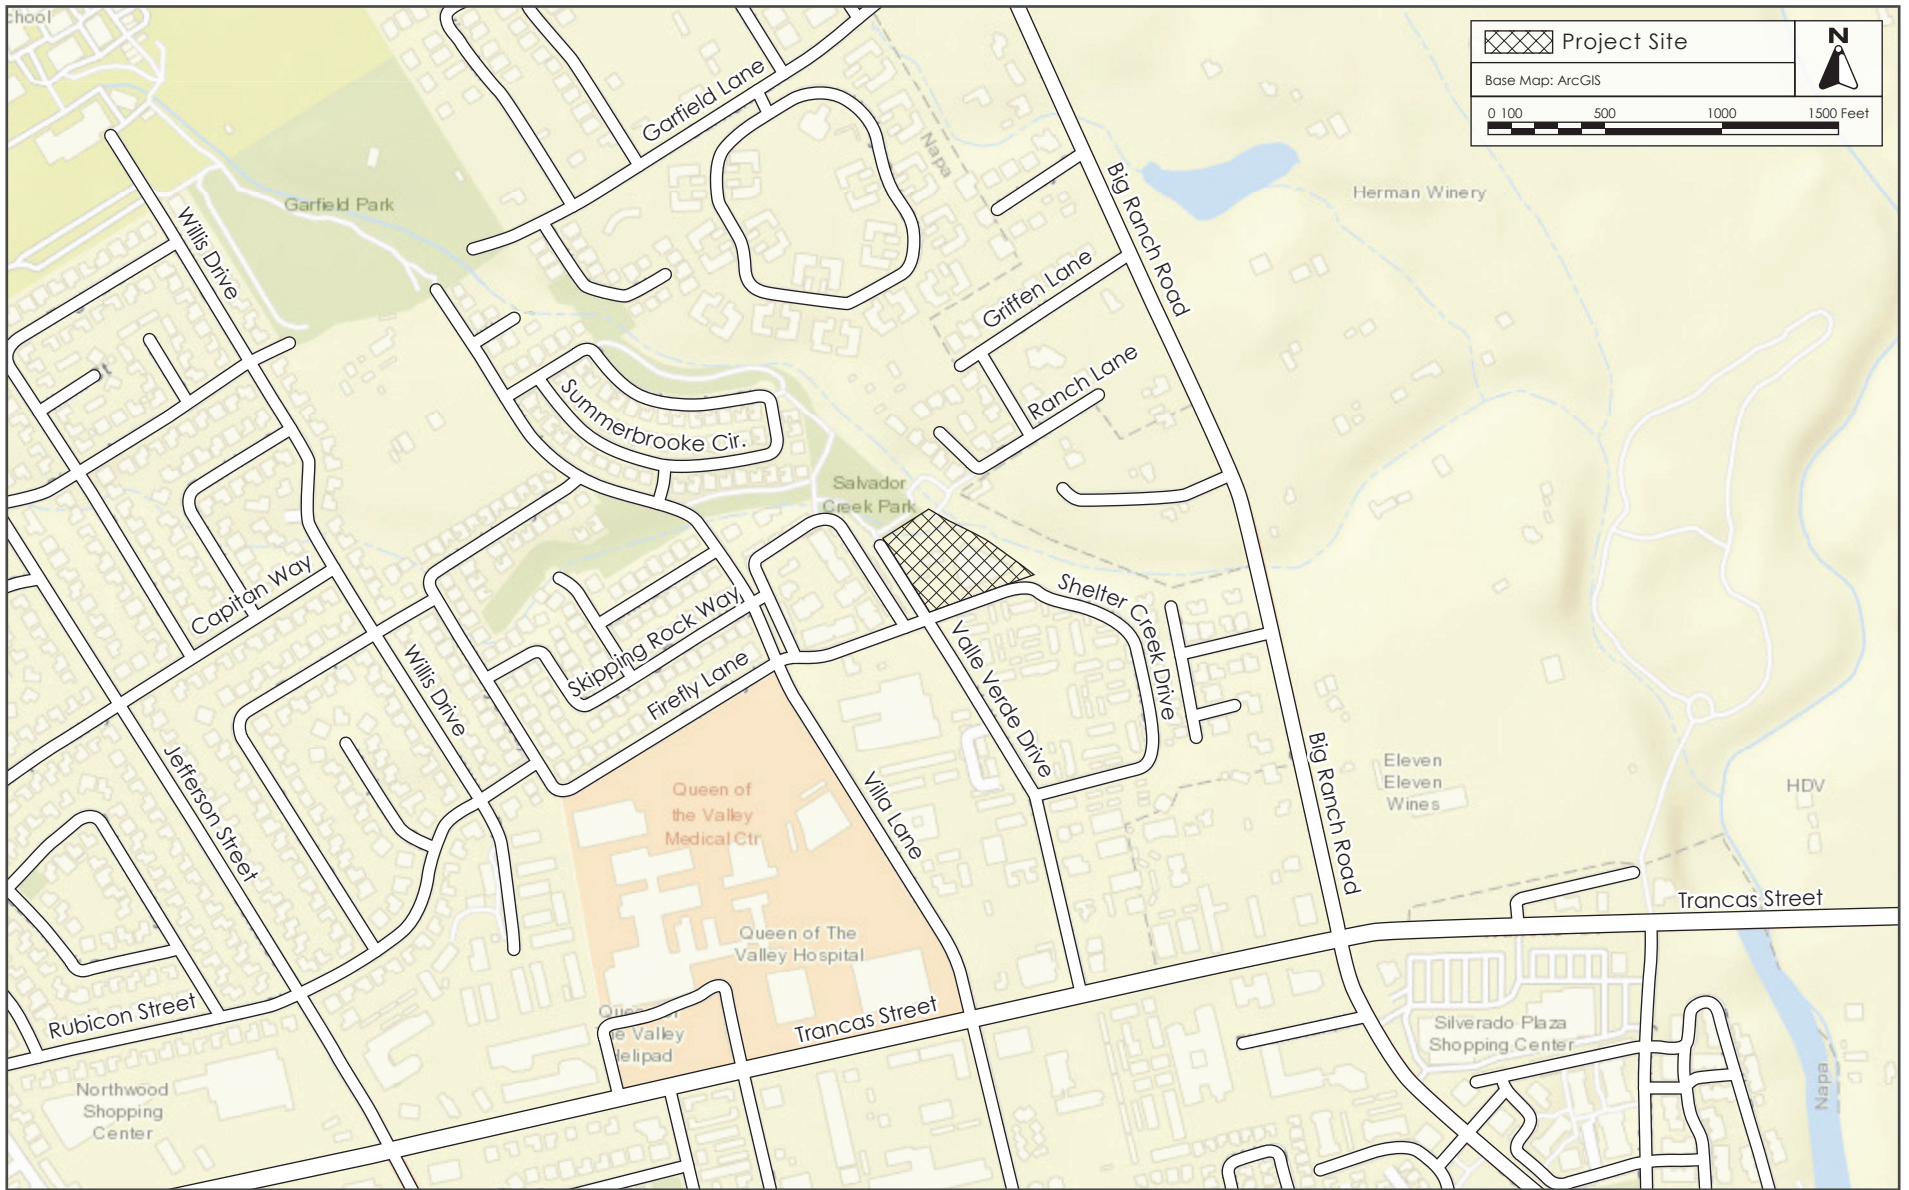 chool
Project Site
N
Base Map: ArcGIS
0 100 500 1000 1500 Feet
Garfield Lane
Napa
Big Ranch Road
Herman Winery
Garfield Park
Willis Drive
Griffen Lane
Ranch Lane
Summerbrooke Cir.
Salvador
Creek Park
Capitan Way
Shelter Creek Drive
Skipping Rock Way
Valle Verde Drive
Willis Drive
Firefly Lane
Jefferson Street
Villa Lane
Big Ranch Road
Eleven
Eleven
Wines
HDV
Queen of
the Valley
Medical Ctr
Trancas Street
Queen of The
Valley Hospital
Rubicon Street
Trancas Street
he Valley
Helipad
Silverado Plaza
Shopping Center
Northwood
Shopping
Center
Napa